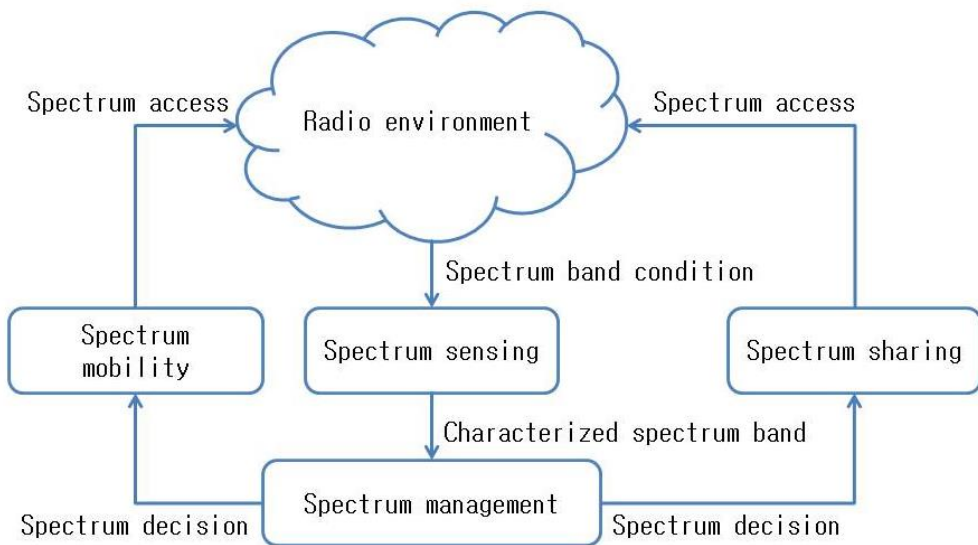 Spectrum access
Spectrum access
Radio environment
Spectrum band condition
Spectrum
mobility
Spectrum sensing
Spectrum sharing
Characterized spectrum band
Spectrum management
Spectrum decision
Spectrum decision